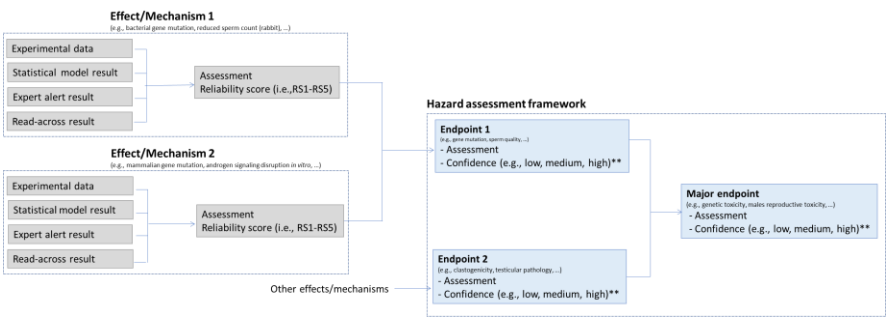 Effect/Mechanism 1
(e.g., bacterial gene mutation, reduced sperm count [rabbit], ...)
Experimental data
Statistical model result
Expert alert result
Read-across result
Assessment
Reliability score (i.e.,RS1-RS5)
Effect/Mechanism 2
(e.g., mammalian gene mutation, androgen signaling disruption in vitro, ...)
Experimental data
Statistical model result
Expert alert result
Read-across result
Assessment
Reliability score (i.e., RS1-RS5)
Hazard assessment framework
Endpoint 1
(e.g., gene mutation, sperm quality, ...)
- Assessment
- Confidence (e.g., low, medium, high)**
Endpoint 2
(e.g., clastogenicity, testicular pathology, ...)
- Assessment
- Confidence (e.g., low, medium, high)**
Other effects/mechanisms
Major endpoint
(e.g., genetic toxicity, males reproductive toxicity, ...)
- Assessment
- Confidence (e.g., low, medium, high)**